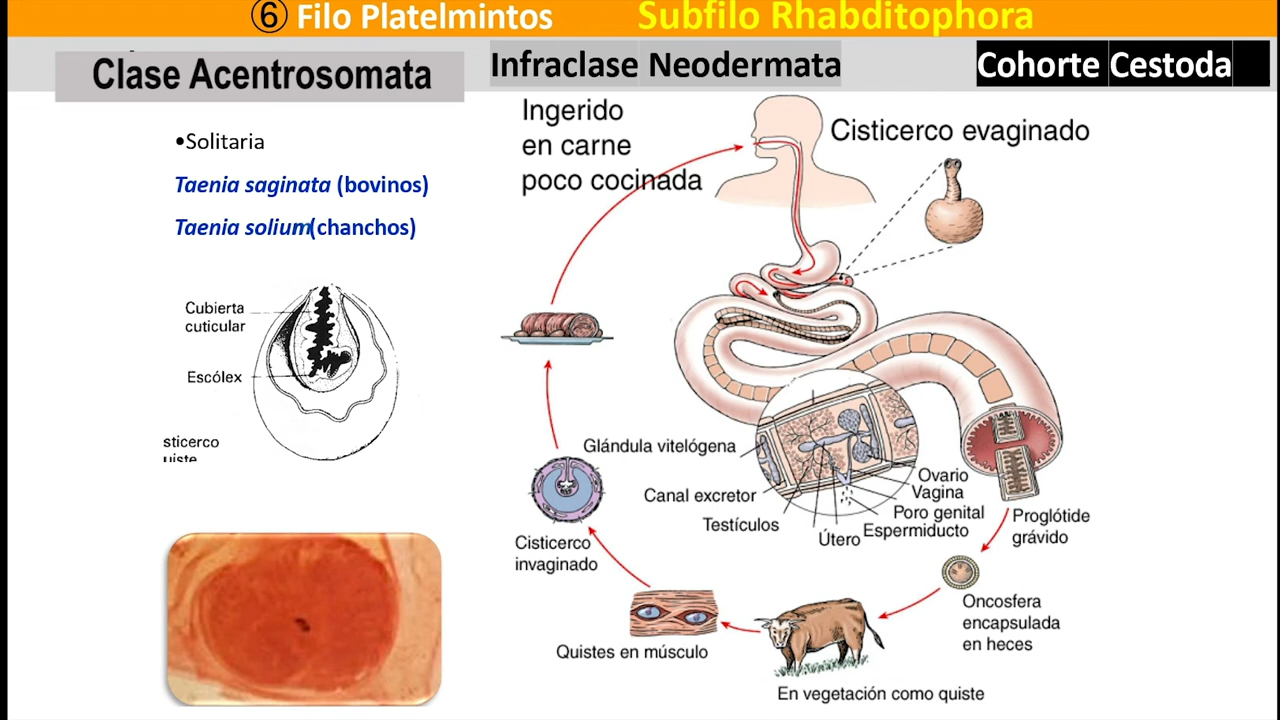 ⑥ Filo Platelmintos
Subfilo Rhabditophora
Clase Acentrosomata
Infraclase Neodermata
Cohorte Cestoda
•Solitaria
Taenia saginata (bovinos)
Taenia solium(chanchos)
Cubierta
cuticular
Escólex
sticerco
uiste
Ingerido
en carne
poco cocinada
Cisticerco evaginado
Glándula vitelógena
Canal excretor
Testículos
Útero
Espermiducto
Poro genital
Vagina
Ovario
Proglótide
grávido
Oncosfera
encapsulada
en heces
En vegetación como quiste
Quistes en músculo
Cisticerco
invaginado